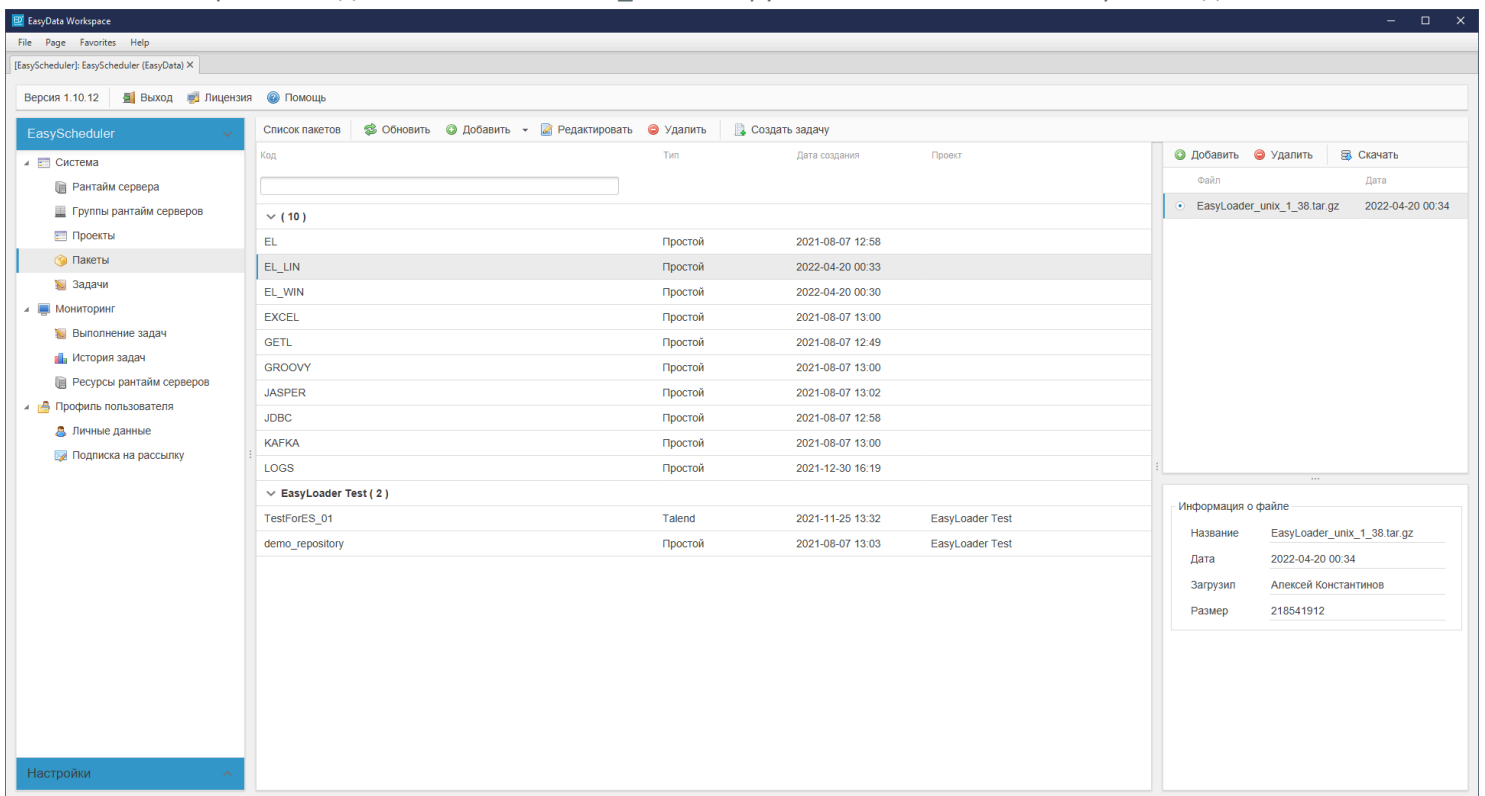 EasyData Workspace
File Page Favorites Help
[EasyScheduler]: EasyScheduler (EasyData)
Версия 1.10.12 Выход Лицензия Помощь
EasyScheduler
Система
Рантайм сервера
Группы рантайм серверов
Проекты
Пакеты
Задачи
Мониторинг
Выполнение задач
История задач
Ресурсы рантайм серверов
Профиль пользователя
Личные данные
Подписка на рассылку
Настройки
Список пакетов Обновить Добавить Редактировать Удалить Создать задачу
Код Тип Дата создания Проект
( 10 )
EL Простой 2021-08-07 12:58
EL_LIN Простой 2022-04-20 00:33
EL_WIN Простой 2022-04-20 00:30
EXCEL Простой 2021-08-07 13:00
GETL Простой 2021-08-07 12:49
GROOVY Простой 2021-08-07 13:00
JASPER Простой 2021-08-07 13:02
JDBC Простой 2021-08-07 12:58
KAFKA Простой 2021-08-07 13:00
LOGS Простой 2021-12-30 16:19
EasyLoader Test ( 2 )
TestForES_01 Talend 2021-11-25 13:32 EasyLoader Test
demo_repository Простой 2021-08-07 13:03 EasyLoader Test
Добавить Удалить Скачать
Файл Дата
EasyLoader_unix_1_38.tar.gz 2022-04-20 00:34
Информация о файле
Название EasyLoader_unix_1_38.tar.gz
Дата 2022-04-20 00:34
Загрузил Алексей Константинов
Размер 218541912